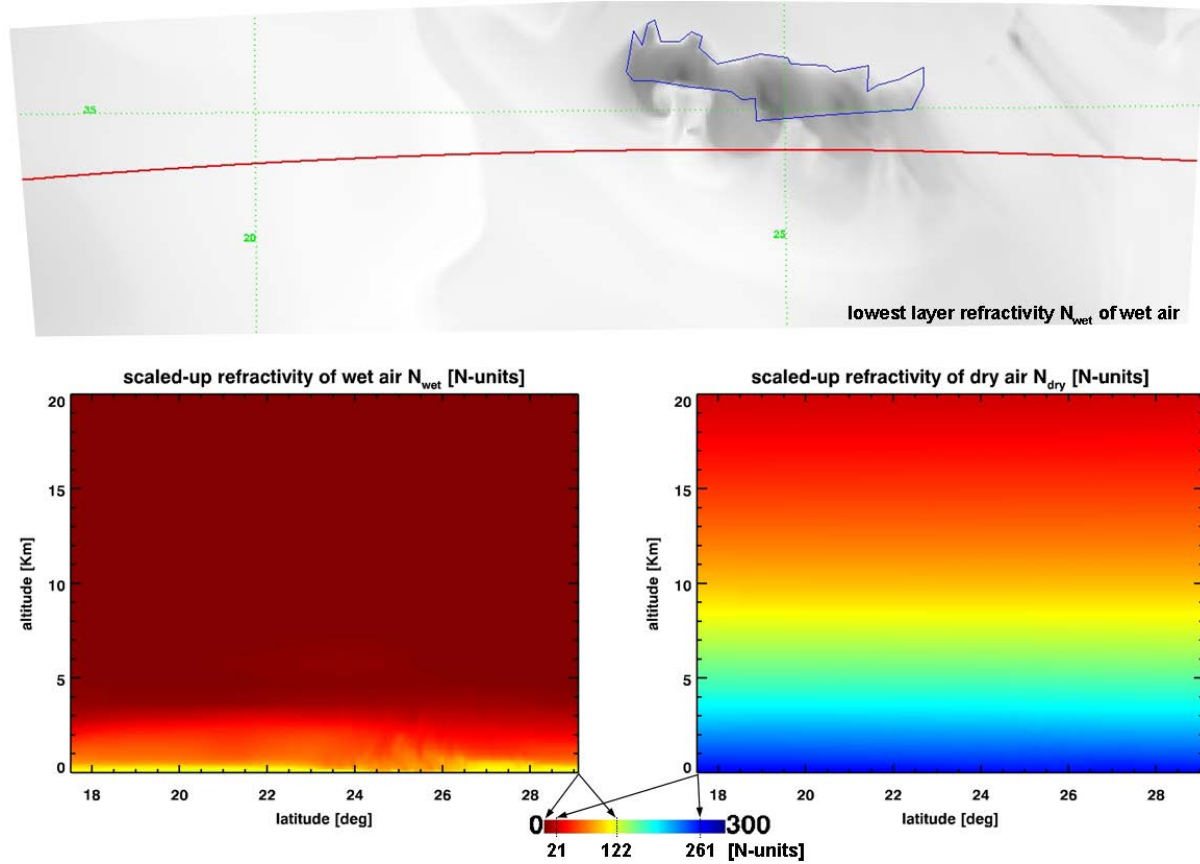 35
20
25
lowest layer refractivity Nwet of wet air
scaled-up refractivity of wet air Nwet [N-units]
20
15
10
5
0
altitude [Km]
18 20 22 24 26 28
latitude [deg]
scaled-up refractivity of dry air Ndry [N-units]
20
15
10
5
0
altitude [Km]
18 20 22 24 26 28
latitude [deg]
0 300
21 122 261 [N-units]